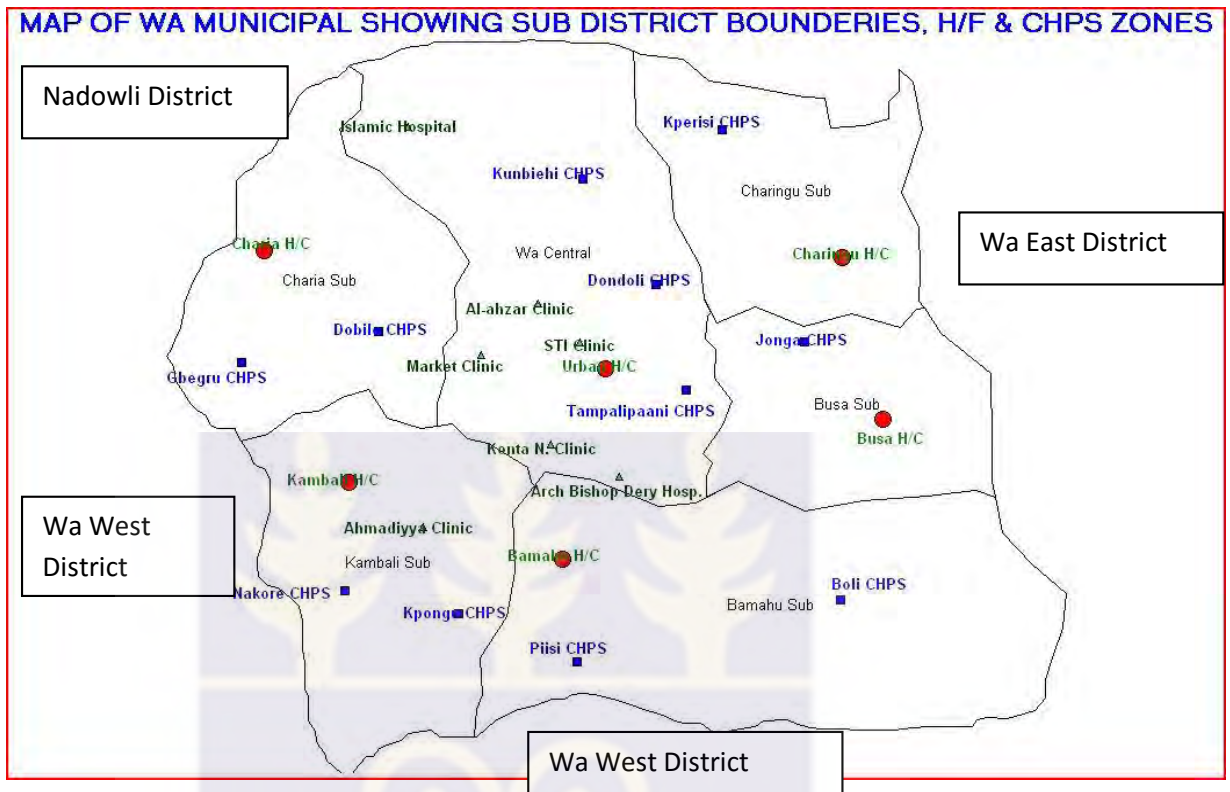 MAP OF WA MUNICIPAL SHOWING SUB DISTRICT BOUNDERIES, H/F & CHPS ZONES
Nadowli District
Islamic Hospital
Kperisi CHPS
Kunbiehi CHPS
Charingu Sub
Wa East District
Charia H/C
Wa Central
Charingu H/C
Charia Sub
Dondoli CHPS
Al-ahzar Clinic
Dobile CHPS
STI Clinic
Jonga CHPS
Market Clinic
Urban H/C
Gbegru CHPS
Tampalipaani CHPS
Busa Sub
Busa H/C
Konta N. Clinic
Kambali H/C
Arch Bishop Dery Hosp.
Wa West
District
Ahmadiyya Clinic
Kambali Sub
Bamahu H/C
Nakore CHPS
Kpongu CHPS
Boli CHPS
Bamahu Sub
Piisi CHPS
Wa West District